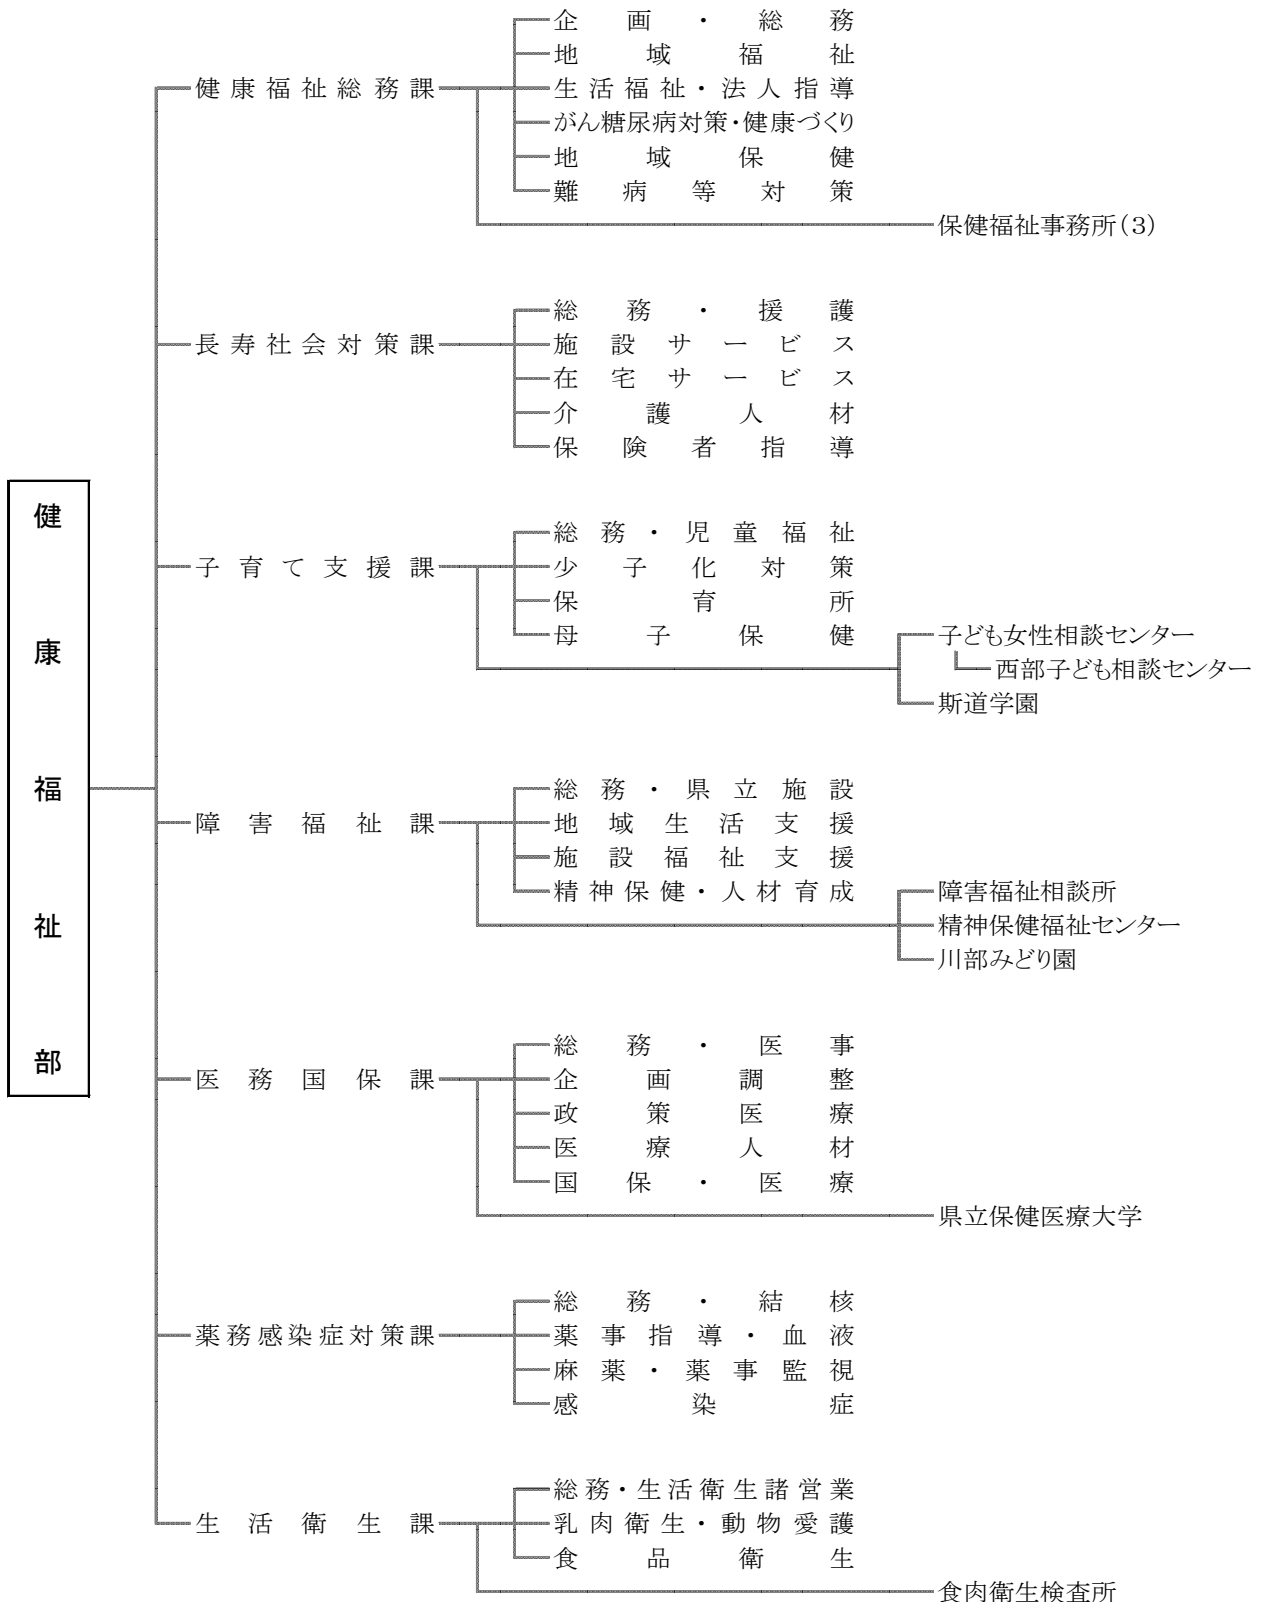 健康福祉部
健康福祉総務課
企画・総務
地域福祉
生活福祉・法人指導
がん糖尿病対策・健康づくり
地域保健
難病等対策
保健福祉事務所(3)
長寿社会対策課
総務・援護
施設サービス
在宅サービス
介護人材
保険者指導
子育て支援課
総務・児童福祉
少子化対策
保育所
母子保健
子ども女性相談センター
西部子ども相談センター
斯道学園
障害福祉課
総務・県立施設
地域生活支援
施設福祉支援
精神保健・人材育成
障害福祉相談所
精神保健福祉センター
川部みどり園
医務国保課
総務・医事
企画調整
政策医療
医療人材
国保・医療
県立保健医療大学
薬務感染症対策課
総務・結核
薬事指導・血液
麻薬・薬事監視
感染症
生活衛生課
総務・生活衛生諸営業
乳肉衛生・動物愛護
食品衛生
食肉衛生検査所